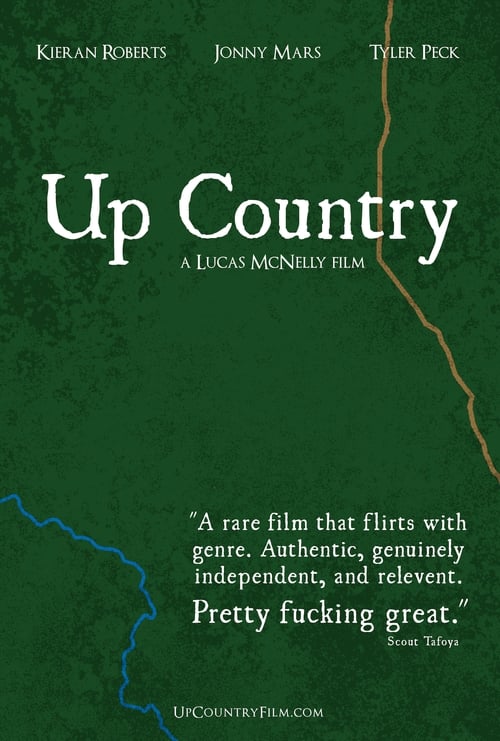 Kieran Roberts Jonny Mars Tyler Peck
Up Country
a Lucas McNelly film
"A rare film that flirts with
genre. Authentic, genuinely
independent, and relevent.
Pretty fucking great."
Scout Tafoya
UpCountryFilm.com